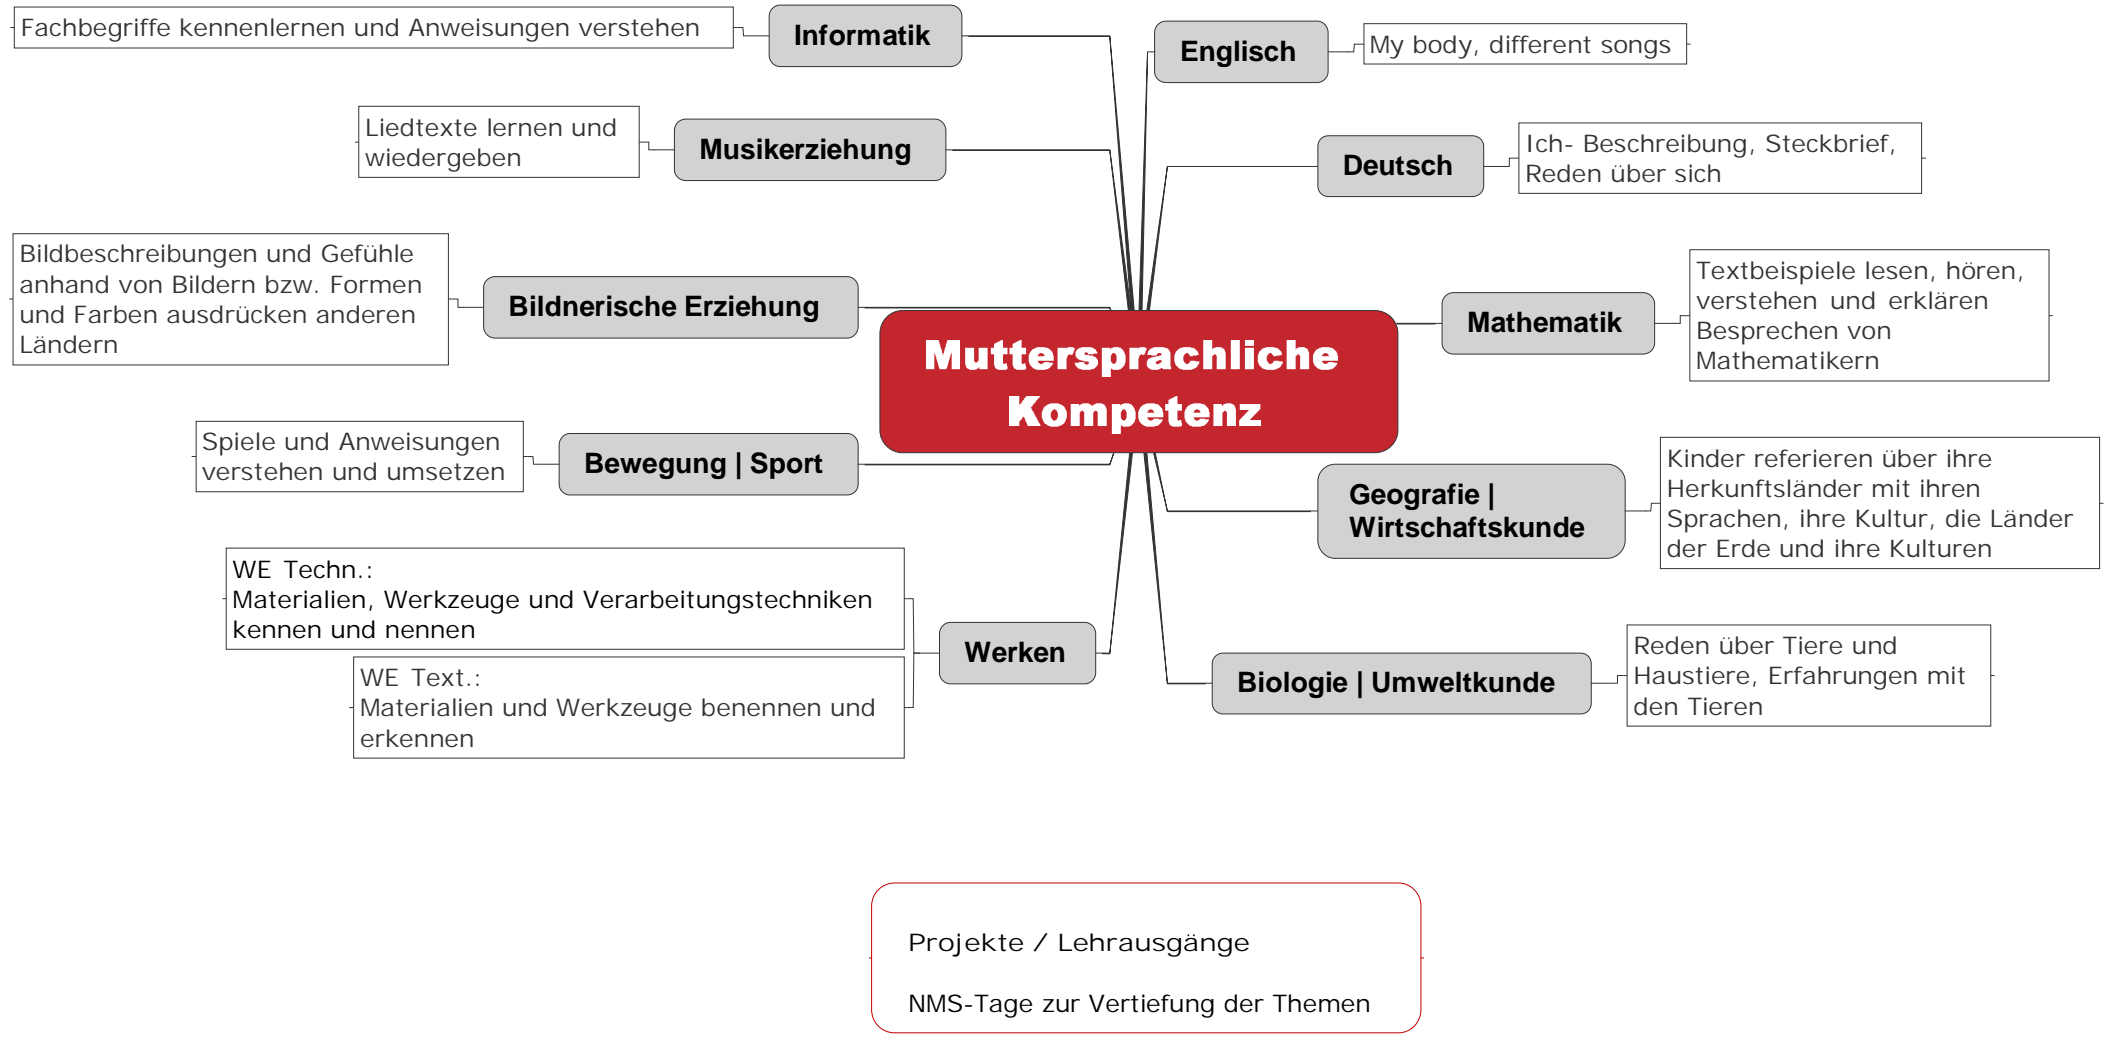 Muttersprachliche
Kompetenz
Informatik
Fachbegriffe kennenlernen und Anweisungen verstehen
Musikerziehung
Liedtexte lernen und
wiedergeben
Bildnerische Erziehung
Bildbeschreibungen und Gefühle
anhand von Bildern bzw. Formen
und Farben ausdrücken anderen
Ländern
Bewegung | Sport
Spiele und Anweisungen
verstehen und umsetzen
Werken
WE Techn.:
Materialien, Werkzeuge und Verarbeitungstechniken
kennen und nennen
WE Text.:
Materialien und Werkzeuge benennen und
erkennen
Englisch
My body, different songs
Deutsch
Ich- Beschreibung, Steckbrief,
Reden über sich
Mathematik
Textbeispiele lesen, hören,
verstehen und erklären
Besprechen von
Mathematikern
Geografie |
Wirtschaftskunde
Kinder referieren über ihre
Herkunftsländer mit ihren
Sprachen, ihre Kultur, die Länder
der Erde und ihre Kulturen
Biologie | Umweltkunde
Reden über Tiere und
Haustiere, Erfahrungen mit
den Tieren
Projekte / Lehrausgänge
NMS-Tage zur Vertiefung der Themen